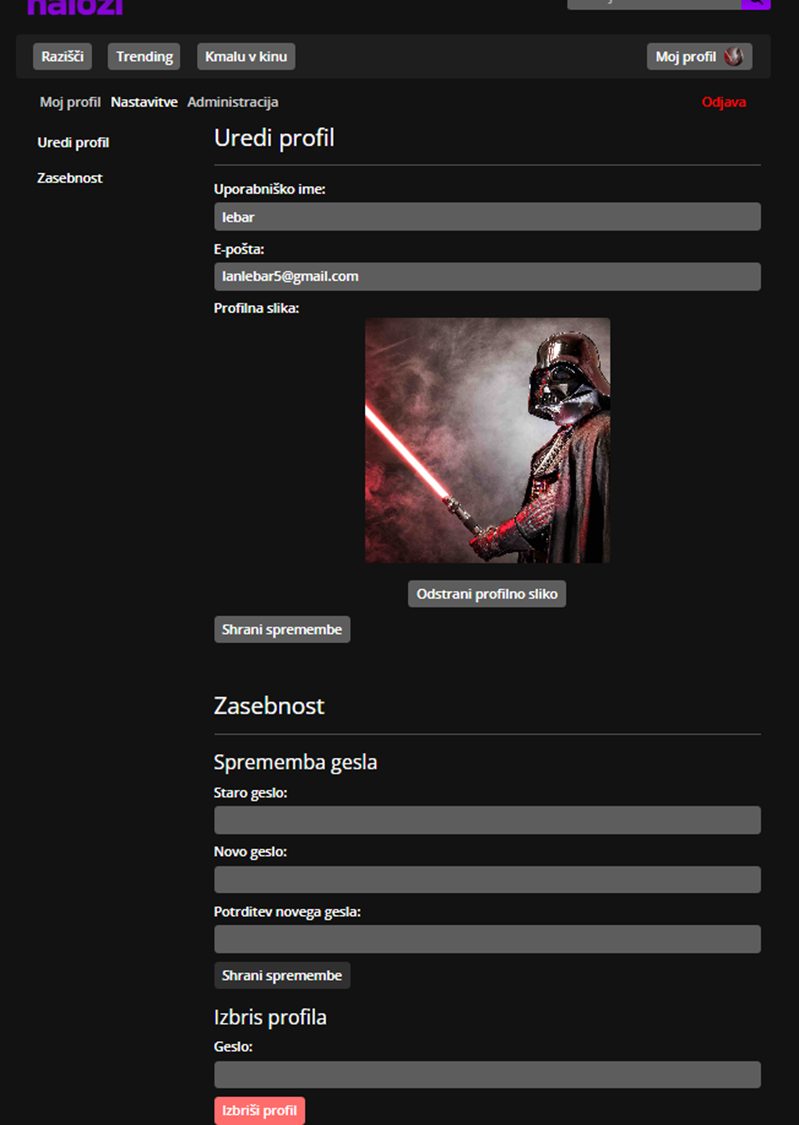 nalozi
Razišči Trending Kmalu v kinu Moj profil
Moj profil Nastavitve Administracija Odjava
Uredi profil
Zasebnost
Uredi profil
Uporabniško ime:
lebar
E-pošta:
lanlebar5@gmail.com
Profilna slika:
Odstrani profilno sliko
Shrani spremembe
Zasebnost
Sprememba gesla
Staro geslo:
Novo geslo:
Potrditev novega gesla:
Shrani spremembe
Izbris profila
Geslo:
Izbriši profil